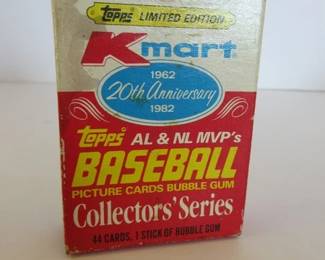 Topps LIMITED EDITION
Kmart
1962
20th Anniversary
1982
Topps AL & NL MVP's
BASEBALL
PICTURE CARDS BUBBLE GUM
Collectors' Series
44 CARDS, 1 STICK OF BUBBLE GUM